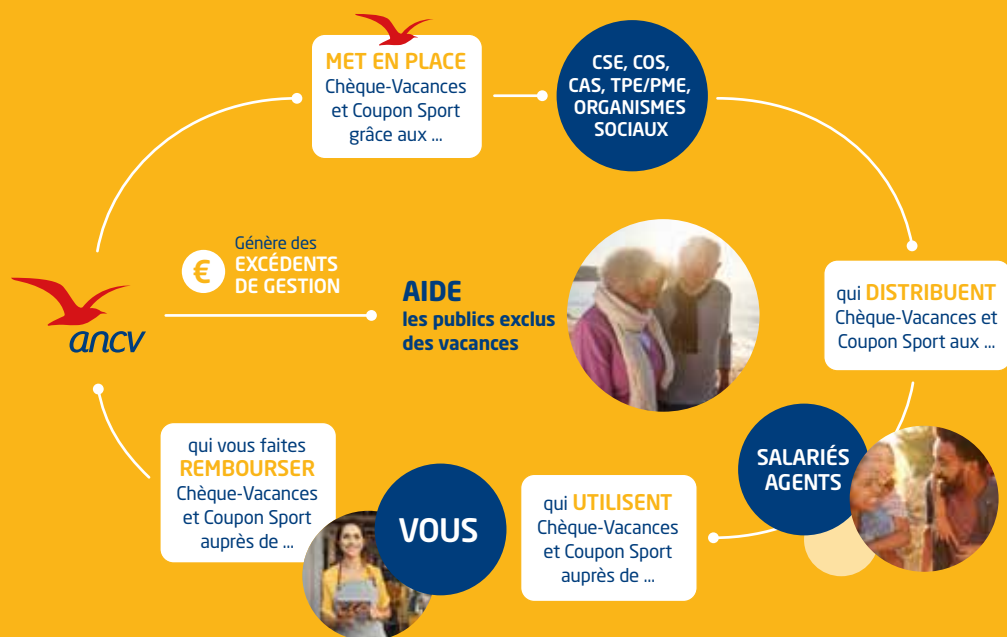 MET EN PLACE
Chèque-Vacances
et Coupon Sport
grâce aux ...
CSE, COS,
CAS, TPE/PME,
ORGANISMES
SOCIAUX
qui DISTRIBUENT
Chèque-Vacances et
Coupon Sport aux ...
SALARIÉS
AGENTS
qui UTILISENT
Chèque-Vacances
et Coupon Sport
auprès de ...
VOUS
qui vous faites
REMBOURSER
Chèque-Vacances
et Coupon Sport
auprès de ...
ancv
€
Génère des
EXCÉDENTS
DE GESTION
AIDE
les publics exclus
des vacances